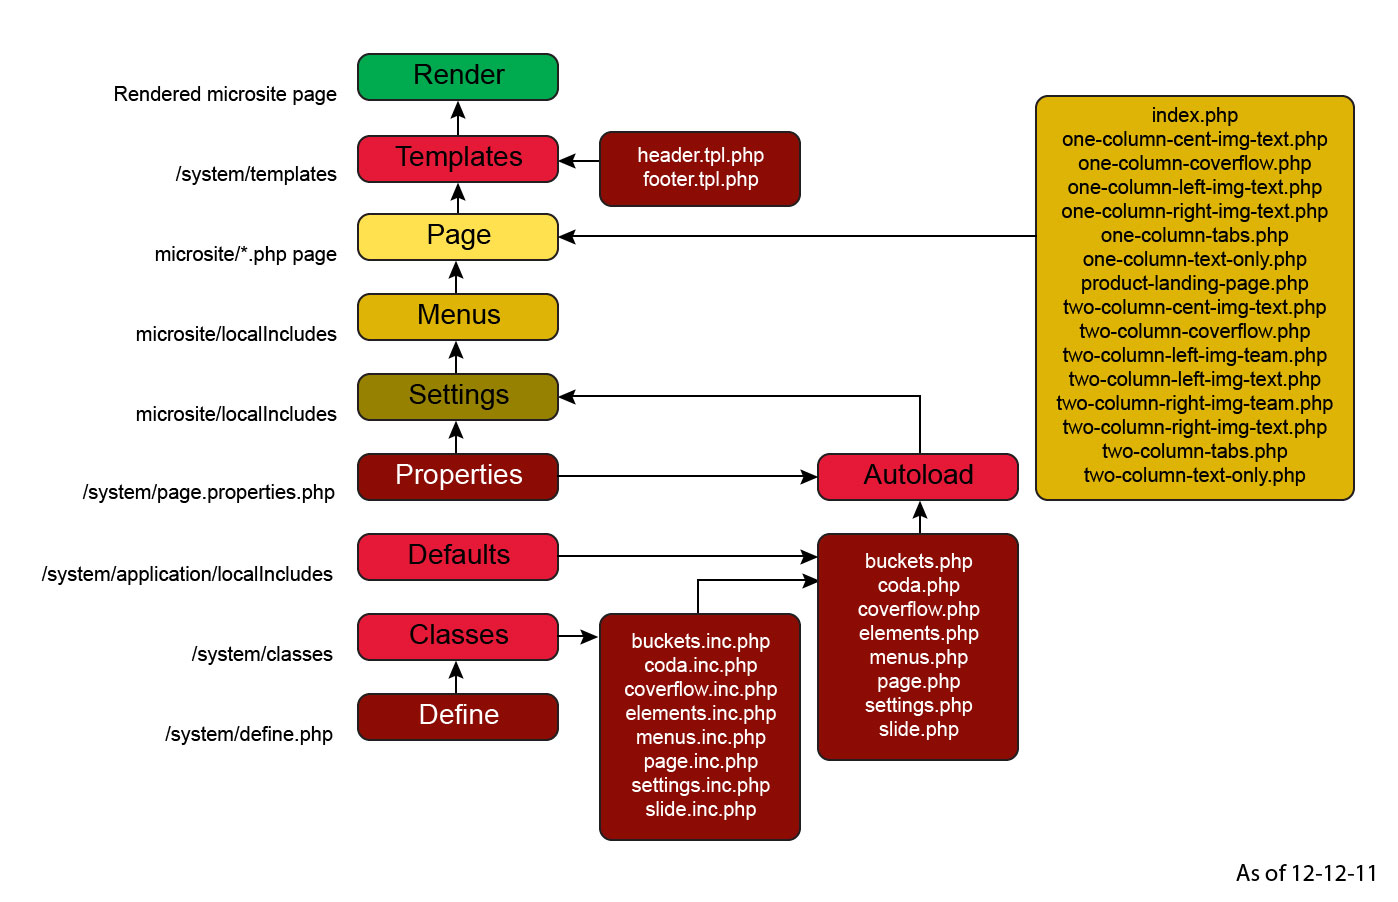 Render
Rendered microsite page
Templates
/system/templates
header.tpl.php
footer.tpl.php
Page
microsite/*.php page
Menus
microsite/localIncludes
Settings
microsite/localIncludes
Properties
/system/page.properties.php
Autoload
Defaults
/system/application/localIncludes
Classes
/system/classes
Define
/system/define.php
buckets.inc.php
coda.inc.php
coverflow.inc.php
elements.inc.php
menus.inc.php
page.inc.php
settings.inc.php
slide.inc.php
buckets.php
coda.php
coverflow.php
elements.php
menus.php
page.php
settings.php
slide.php
index.php
one-column-cent-img-text.php
one-column-coverflow.php
one-column-left-img-text.php
one-column-right-img-text.php
one-column-tabs.php
one-column-text-only.php
product-landing-page.php
two-column-cent-img-text.php
two-column-coverflow.php
two-column-left-img-team.php
two-column-left-img-text.php
two-column-right-img-team.php
two-column-right-img-text.php
two-column-tabs.php
two-column-text-only.php
As of 12-12-11